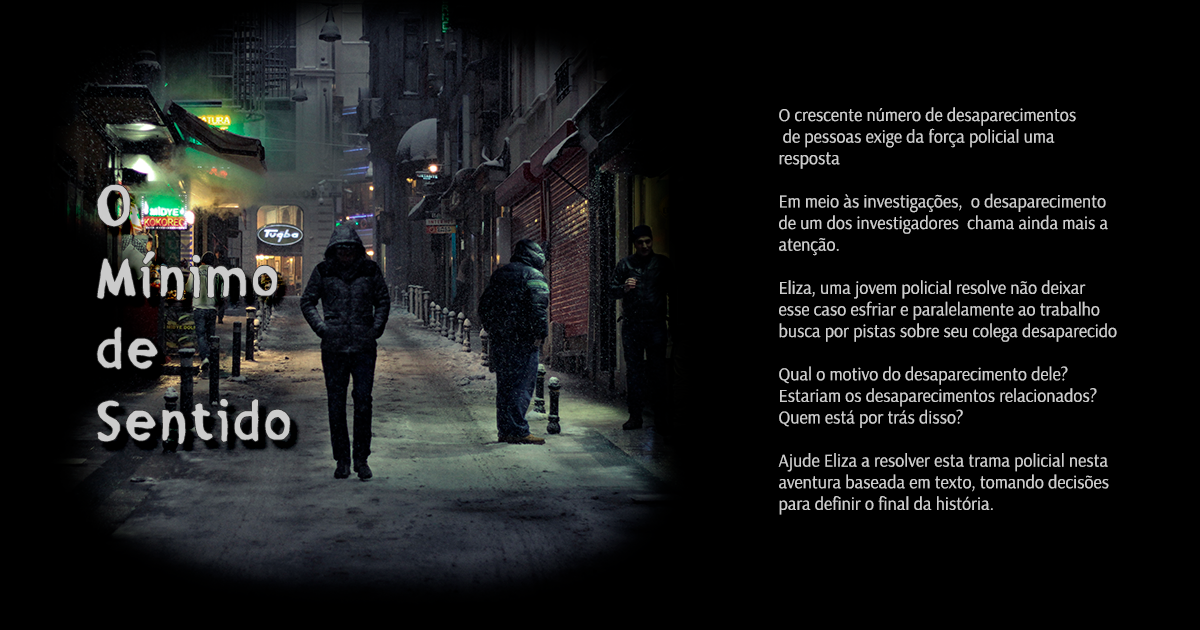 O
Mínimo
de
Sentido
MİDYE
KOKOREÇ
Tuğba
O crescente número de desaparecimentos
de pessoas exige da força policial uma
resposta
Em meio às investigações, o desaparecimento
de um dos investigadores chama ainda mais a
atenção.
Eliza, uma jovem policial resolve não deixar
esse caso esfriar e paralelamente ao trabalho
busca por pistas sobre seu colega desaparecido
Qual o motivo do desaparecimento dele?
Estariam os desaparecimentos relacionados?
Quem está por trás disso?
Ajude Eliza a resolver esta trama policial nesta
aventura baseada em texto, tomando decisões
para definir o final da história.